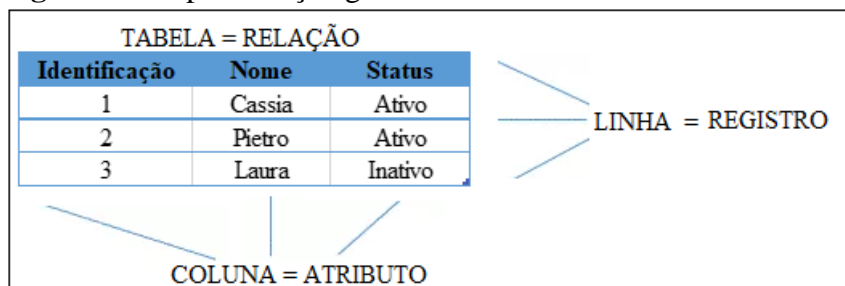 TABELA = RELAÇÃO
Identificação Nome Status
1 Cassia Ativo
2 Pietro Ativo
3 Laura Inativo
LINHA = REGISTRO
COLUNA = ATRIBUTO